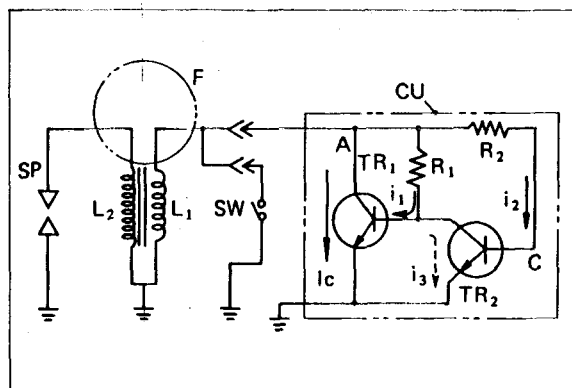 F
CU
A
R₂
SP
TR₁
R₁
L₂
L₁
SW
i₁
i₂
Ic
i₃
C
TR₂